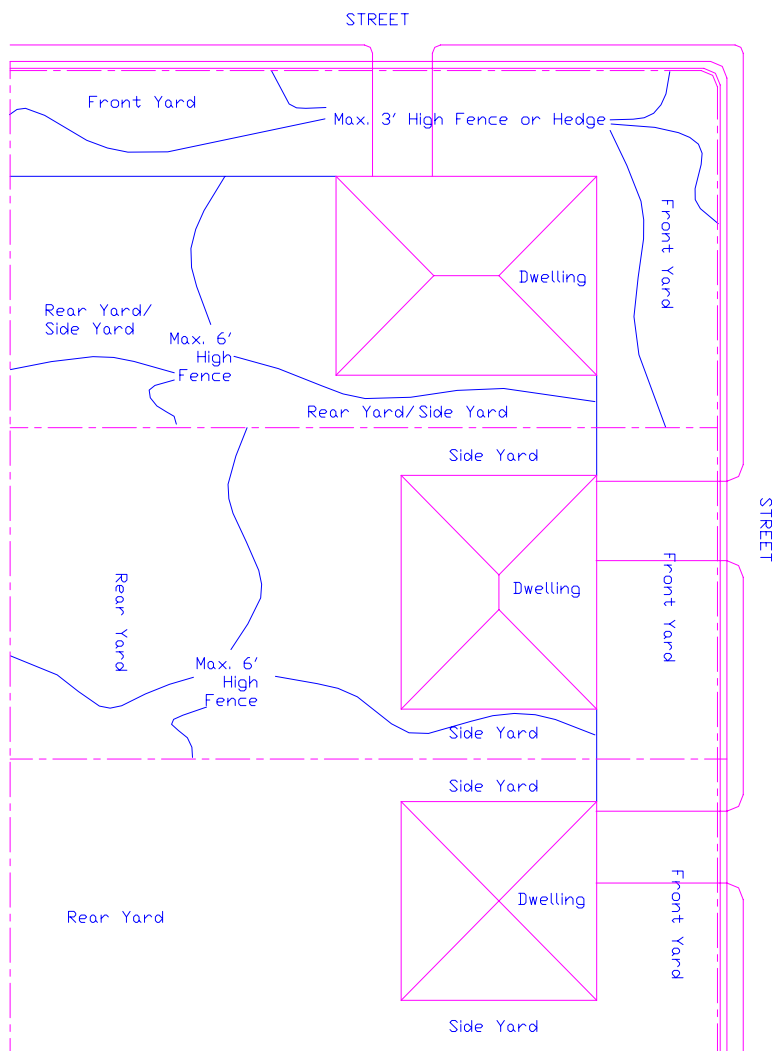 STREET
Front Yard
Max. 3' High Fence or Hedge
Front Yard
Dwelling
Rear Yard/
Side Yard
Max. 6'
High
Fence
Rear Yard/Side Yard
Side Yard
STREET
Front Yard
Dwelling
Rear Yard
Max. 6'
High
Fence
Side Yard
Side Yard
Front Yard
Dwelling
Rear Yard
Side Yard